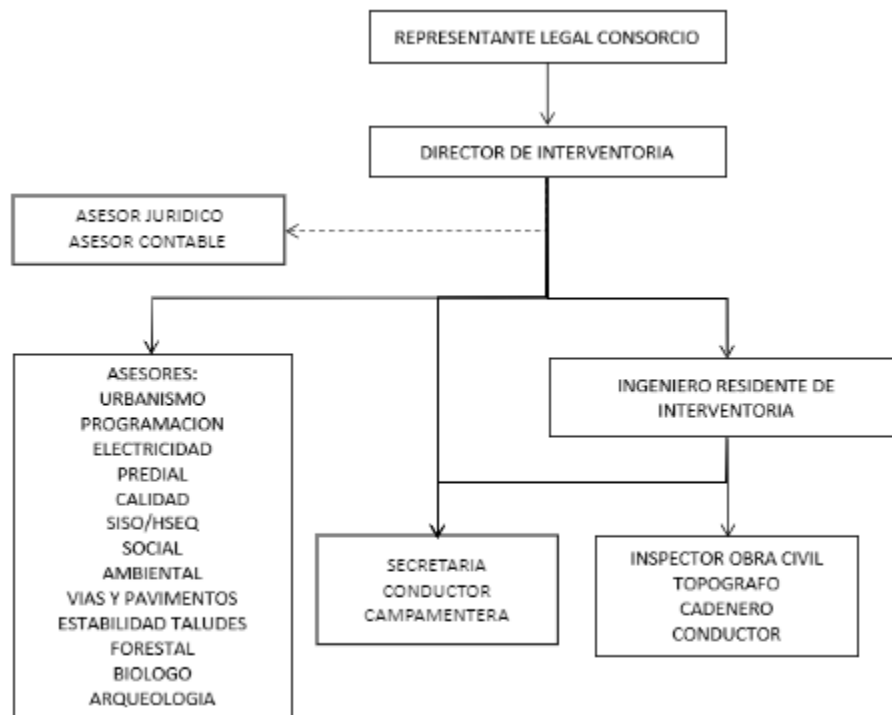 REPRESENTANTE LEGAL CONSORCIO
DIRECTOR DE INTERVENTORIA
ASESOR JURIDICO
ASESOR CONTABLE
ASESORES:
URBANISMO
PROGRAMACION
ELECTRICIDAD
PREDIAL
CALIDAD
SISO/HSEQ
SOCIAL
AMBIENTAL
VIAS Y PAVIMENTOS
ESTABILIDAD TALUDES
FORESTAL
BIOLOGO
ARQUEOLOGIA
INGENIERO RESIDENTE DE
INTERVENTORIA
SECRETARIA
CONDUCTOR
CAMPAMENTERA
INSPECTOR OBRA CIVIL
TOPOGRAFO
CADENERO
CONDUCTOR